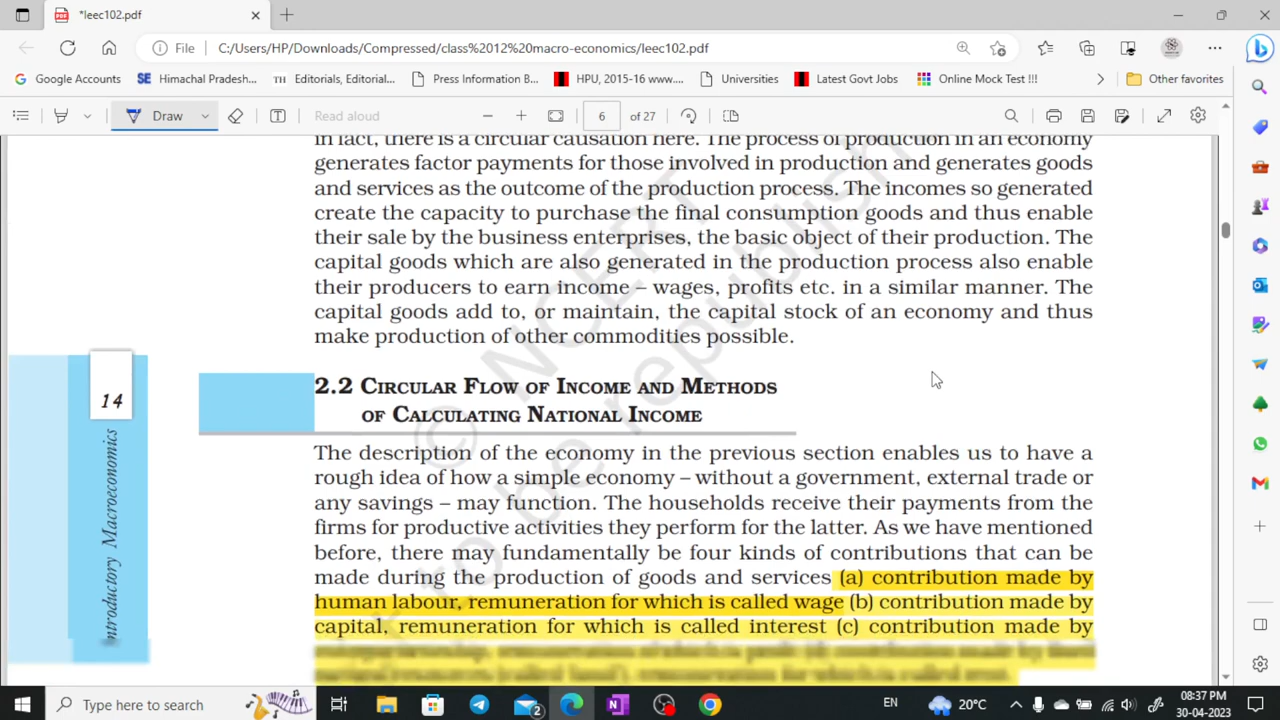 *leec102.pdf
File C:/Users/HP/Downloads/Compressed/class%2012%20macro-economics/leec102.pdf
Google Accounts SE Himachal Pradesh... TH Editorials, Editorial... Press Information B... HPU, 2015-16 www.... Universities Latest Govt Jobs Online Mock Test !!! Other favorites
Draw Read aloud 6 of 27
in fact, there is a circular causation here. The process of production in an economy
generates factor payments for those involved in production and generates goods
and services as the outcome of the production process. The incomes so generated
create the capacity to purchase the final consumption goods and thus enable
their sale by the business enterprises, the basic object of their production. The
capital goods which are also generated in the production process also enable
their producers to earn income – wages, profits etc. in a similar manner. The
capital goods add to, or maintain, the capital stock of an economy and thus
make production of other commodities possible.
2.2 CIRCULAR FLOW OF INCOME AND METHODS
OF CALCULATING NATIONAL INCOME
14
ntroductory Macroeconomics
The description of the economy in the previous section enables us to have a
rough idea of how a simple economy – without a government, external trade or
any savings – may function. The households receive their payments from the
firms for productive activities they perform for the latter. As we have mentioned
before, there may fundamentally be four kinds of contributions that can be
made during the production of goods and services (a) contribution made by
human labour, remuneration for which is called wage (b) contribution made by
capital, remuneration for which is called interest (c) contribution made by
© NCERT
to be republish
Type here to search
2
EN
20°C
08:37 PM
30-04-2023